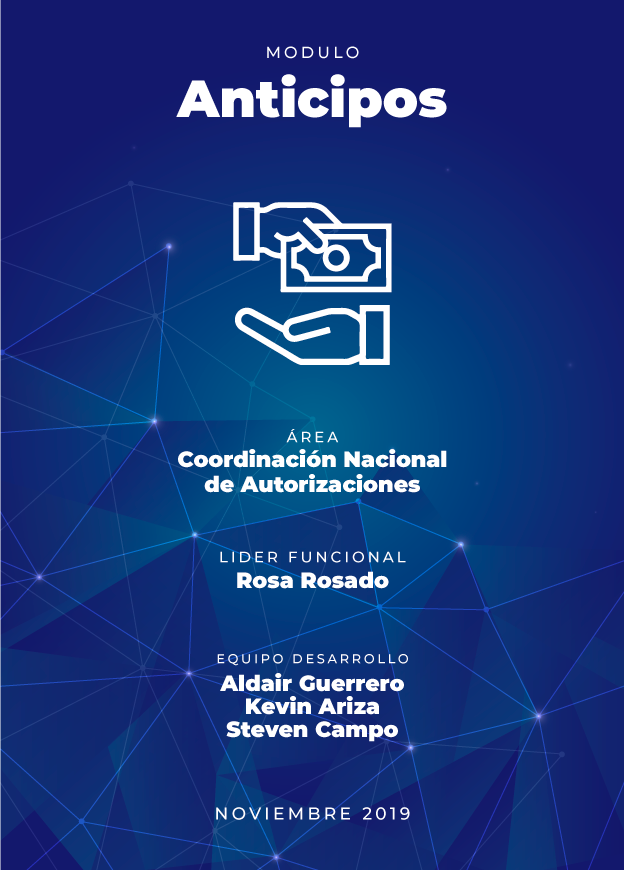 MODULO
Anticipos
ÁREA
Coordinación Nacional
de Autorizaciones
LIDER FUNCIONAL
Rosa Rosado
EQUIPO DESARROLLO
Aldair Guerrero
Kevin Ariza
Steven Campo
NOVIEMBRE 2019